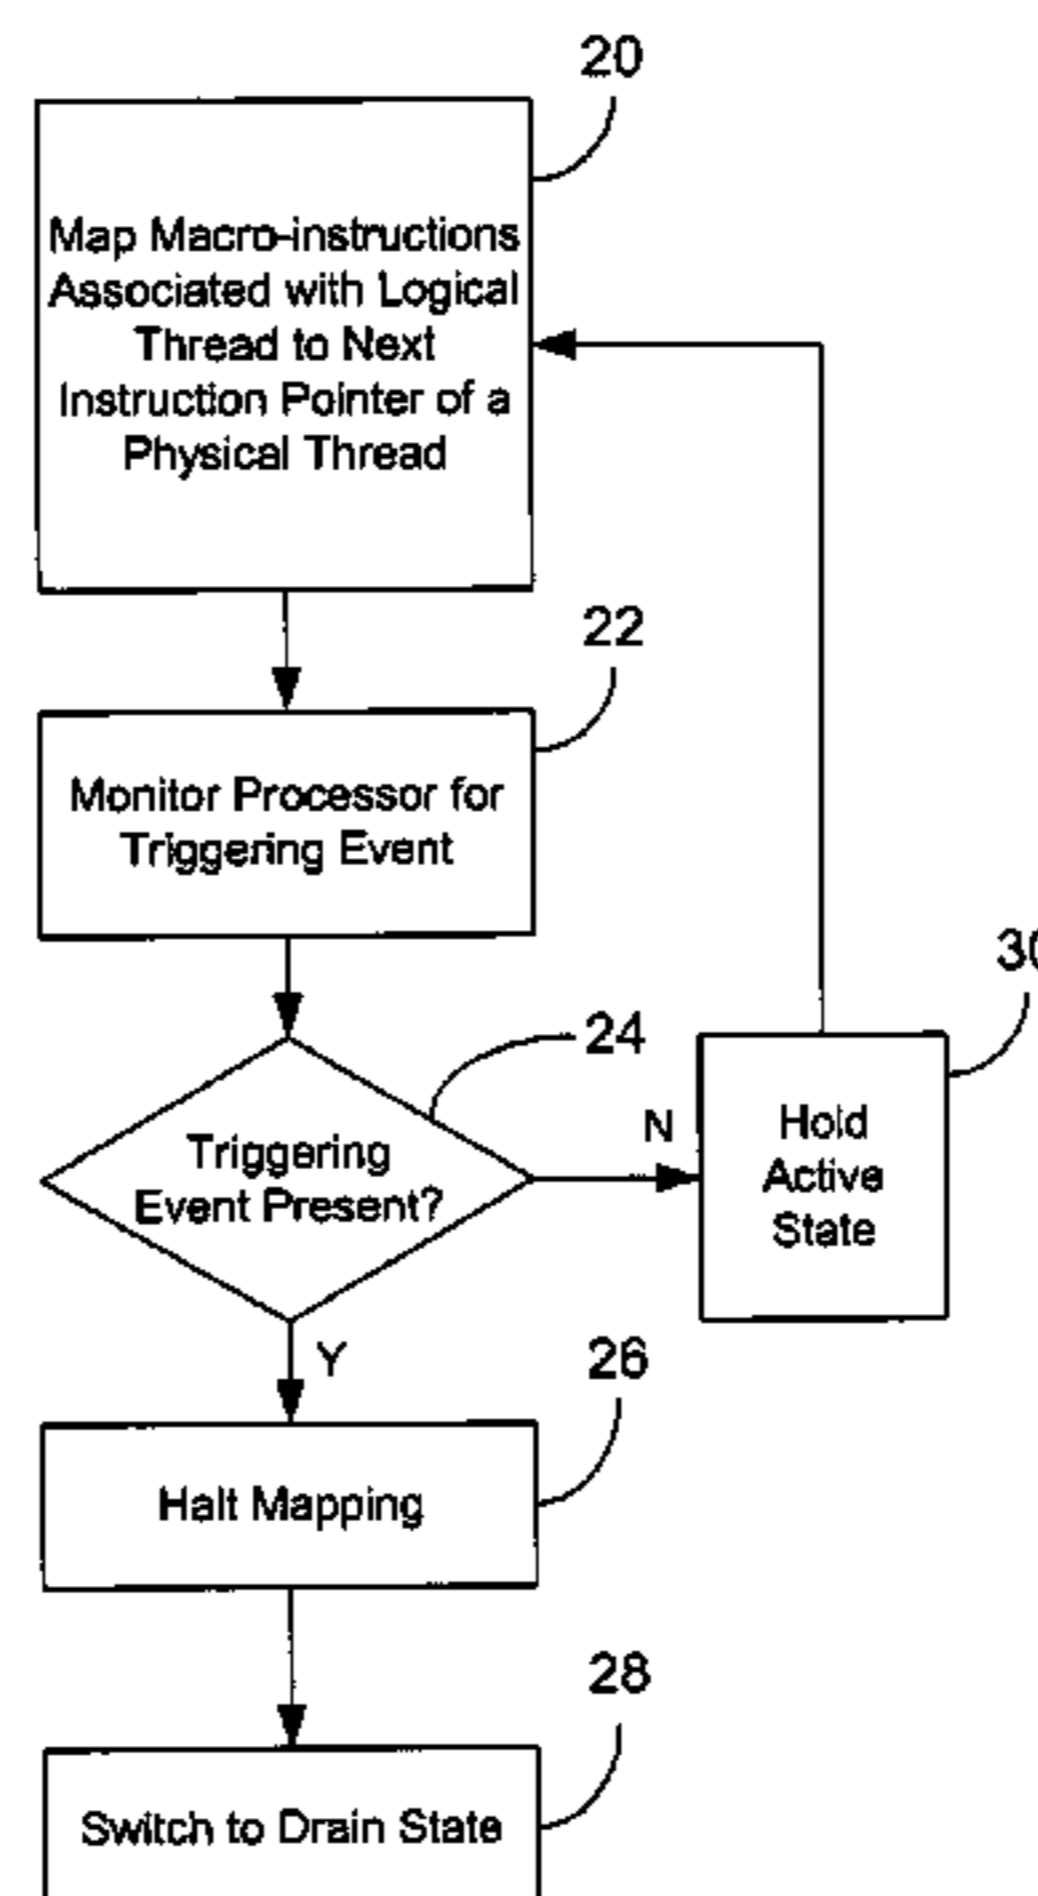 20
Map Macro-instructions
Associated with Logical
Thread to Next
Instruction Pointer of a
Physical Thread
22
Monitor Processor for
Triggering Event
30
24
Triggering
Event Present?
N
Hold
Active
State
Y
26
Halt Mapping
28
Switch to Drain State